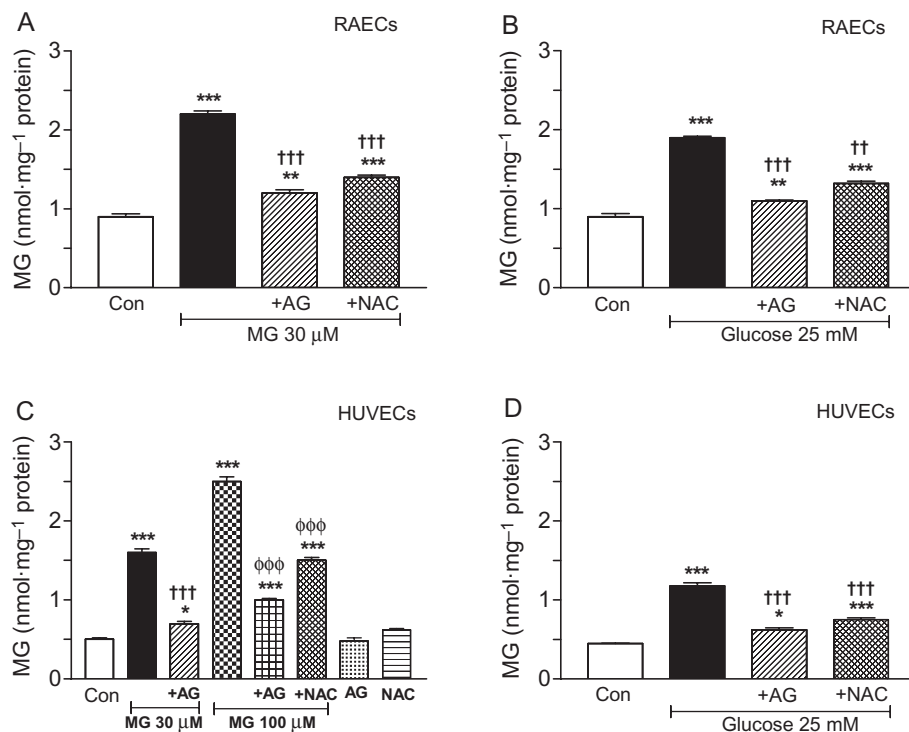 A
RAECs
MG (nmol·mg⁻¹ protein)
3
2
1
0
***
†††
**
†††
***
Con
+AG
+NAC
MG 30 μM
B
RAECs
MG (nmol·mg⁻¹ protein)
3
2
1
0
***
†††
**
††
***
Con
+AG
+NAC
Glucose 25 mM
C
HUVECs
MG (nmol·mg⁻¹ protein)
3
2
1
0
***
†††
*
***
ϕϕϕ
***
ϕϕϕ
***
Con
+AG
+AG
+NAC
AG
NAC
MG 30 μM
MG 100 μM
D
HUVECs
MG (nmol·mg⁻¹ protein)
3
2
1
0
***
†††
*
†††
***
Con
+AG
+NAC
Glucose 25 mM